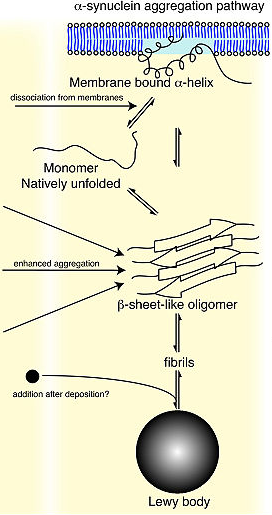 α-synuclein aggregation pathway
Membrane bound α-helix
dissociation from membranes
Monomer
Natively unfolded
enhanced aggregation
β-sheet-like oligomer
fibrils
addition after deposition?
Lewy body